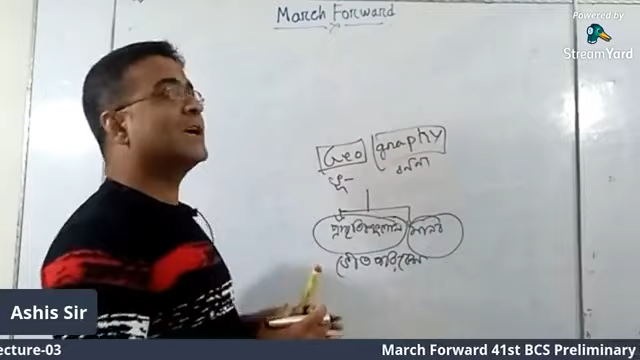 March Forward
Powered by
StreamYard
Geo graphy
ভূ- বর্ণনা
মানব
Ashis Sir
ecture-03
March Forward 41st BCS Preliminary